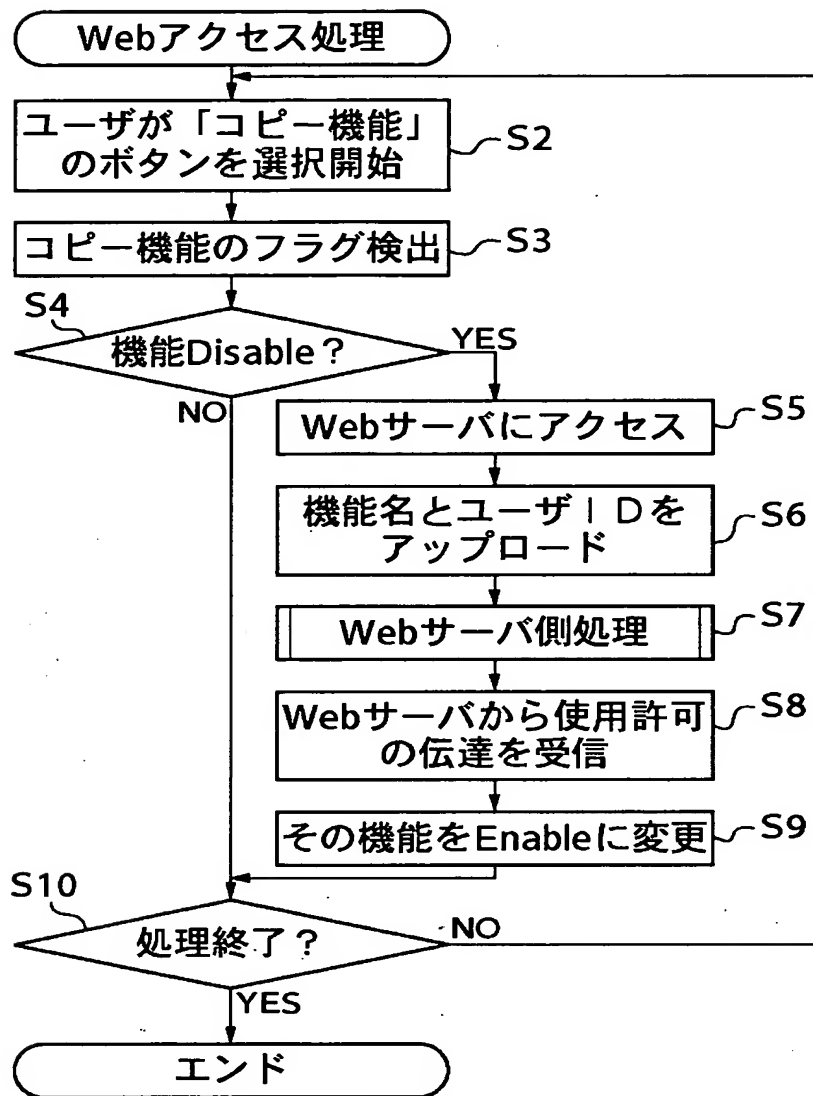 Webアクセス処理
ユーザが「コピー機能」
のボタンを選択開始
S2
コピー機能のフラグ検出
S3
S4
機能Disable?
YES
NO
Webサーバにアクセス
S5
機能名とユーザIDを
アップロード
S6
Webサーバ側処理
S7
Webサーバから使用許可
の伝達を受信
S8
その機能をEnableに変更
S9
S10
処理終了?
NO
YES
エンド